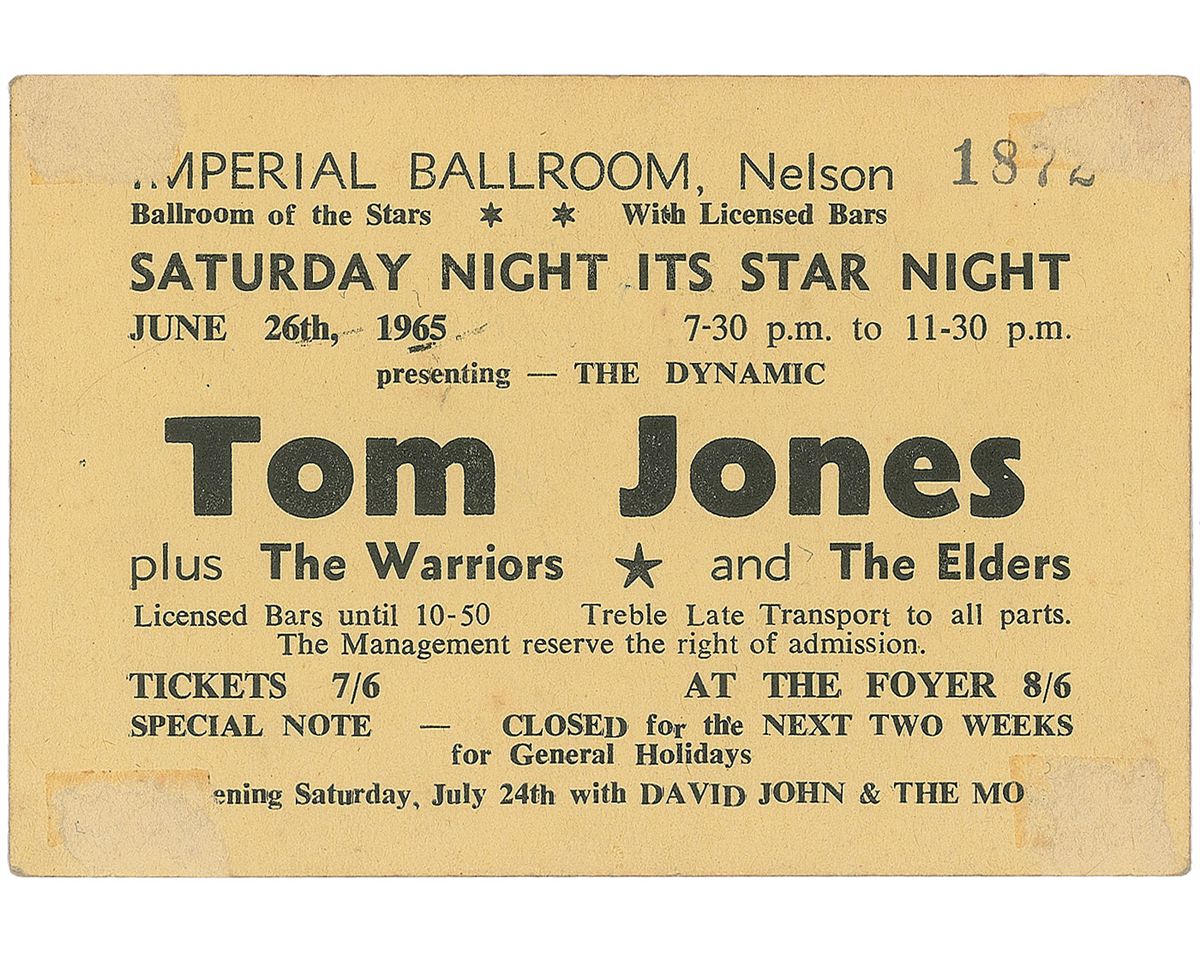 IMPERIAL BALLROOM, Nelson 1872
Ballroom of the Stars ★ ★ With Licensed Bars
SATURDAY NIGHT ITS STAR NIGHT
JUNE 26th, 1965 7-30 p.m. to 11-30 p.m.
presenting — THE DYNAMIC
Tom Jones
plus The Warriors ★ and The Elders
Licensed Bars until 10-50 Treble Late Transport to all parts.
The Management reserve the right of admission.
TICKETS 7/6 AT THE FOYER 8/6
SPECIAL NOTE — CLOSED for the NEXT TWO WEEKS
for General Holidays
ening Saturday, July 24th with DAVID JOHN & THE MO